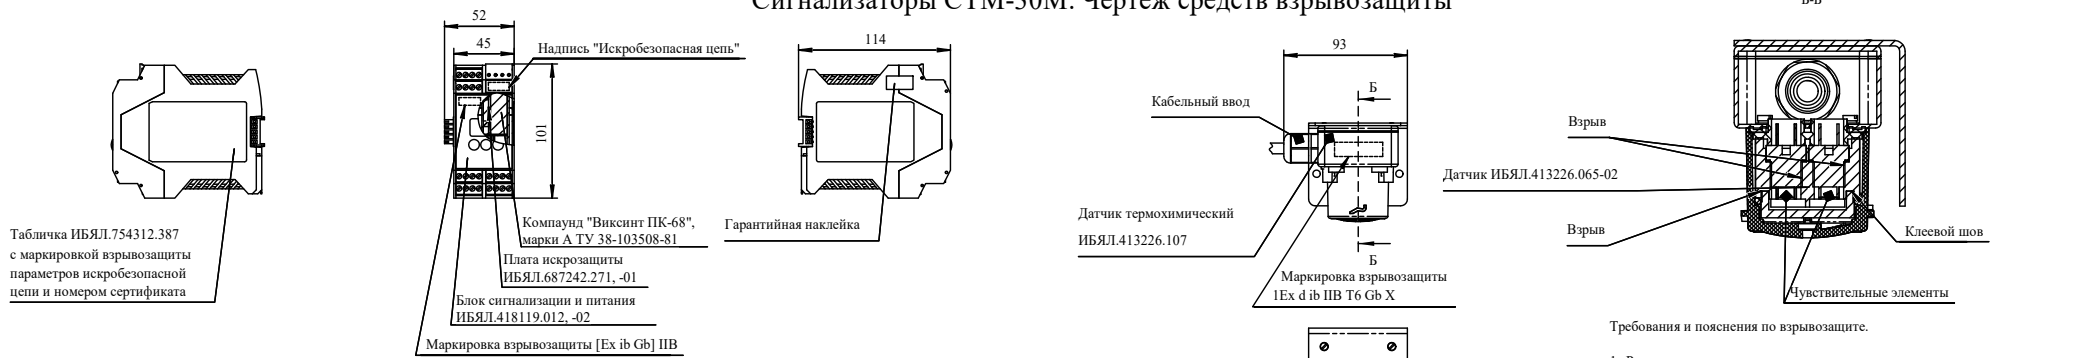 Сигнализаторы СТМ-30М. Чертеж средств взрывозащиты
Б-Б
52
45
Надпись "Искробезопасная цепь"
101
114
93
Б
Кабельный ввод
Взрыв
Датчик ИБЯЛ.413226.065-02
Табличка ИБЯЛ.754312.387
с маркировкой взрывозащиты
параметров искробезопасной
цепи и номером сертификата
Компаунд "Виксинт ПК-68",
марки А ТУ 38-103508-81
Плата искрозащиты
ИБЯЛ.687242.271, -01
Блок сигнализации и питания
ИБЯЛ.418119.012, -02
Маркировка взрывозащиты [Ex ib Gb] IIB
Гарантийная наклейка
Датчик термохимический
ИБЯЛ.413226.107
Б
Маркировка взрывозащиты
1Ex d ib IIB T6 Gb X
Взрыв
Клеевой шов
Чувствительные элементы
Требования и пояснения по взрывозащите.